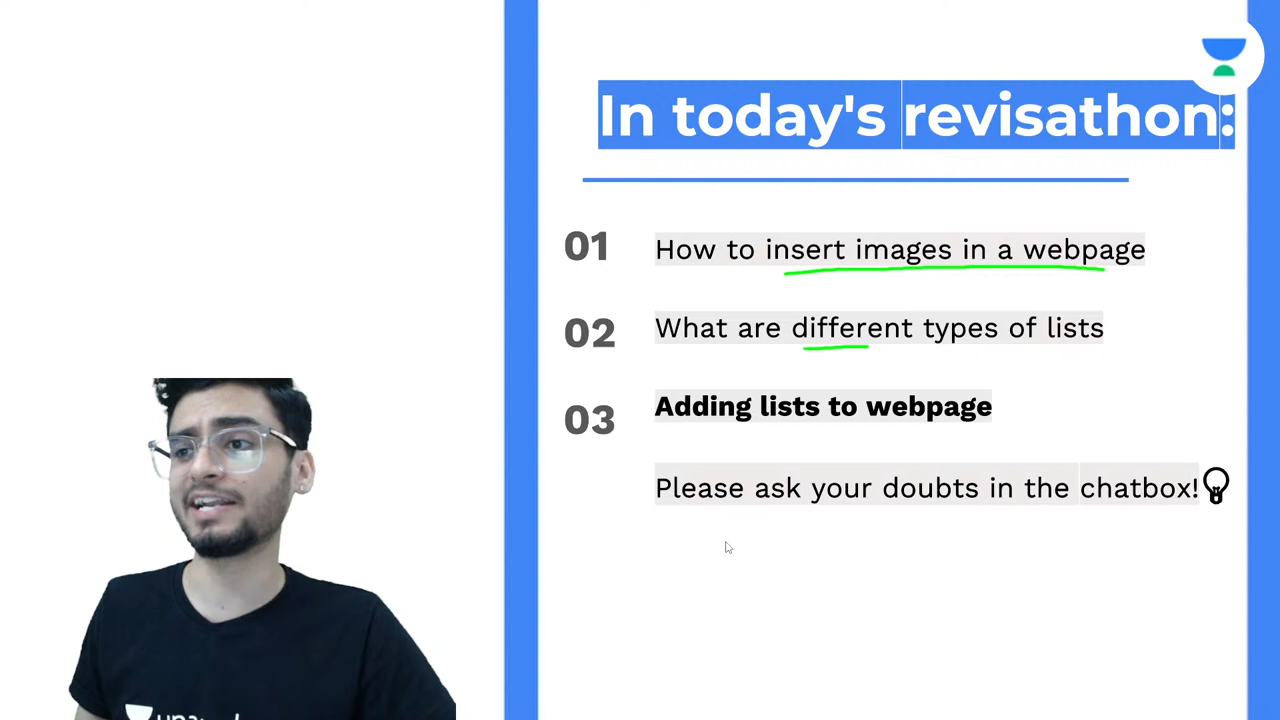 In today's revisathon:
01
How to insert images in a webpage
02
What are different types of lists
03
Adding lists to webpage
Please ask your doubts in the chatbox!